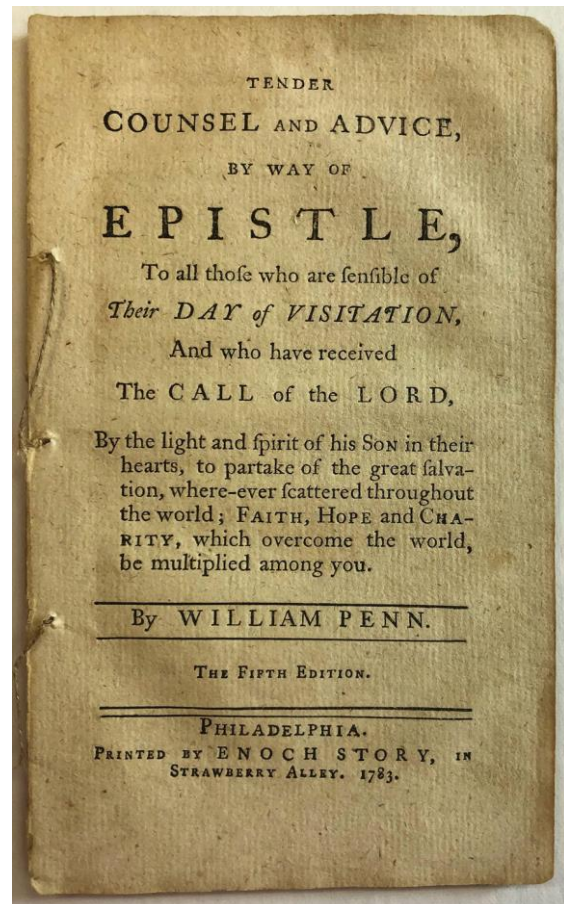 TENDER
COUNSEL AND ADVICE,
BY WAY OF
EPISTLE,
To all thoſe who are ſenſible of
Their DAY of VISITATION,
And who have received
The CALL of the LORD,
By the light and ſpirit of his SON in their
hearts, to partake of the great ſalva-
tion, where-ever ſcattered throughout
the world; FAITH, HOPE and CHA-
RITY, which overcome the world,
be multiplied among you.
By WILLIAM PENN.
THE FIFTH EDITION.
PHILADELPHIA.
PRINTED BY ENOCH STORY, IN
STRAWBERRY ALLEY. 1783.